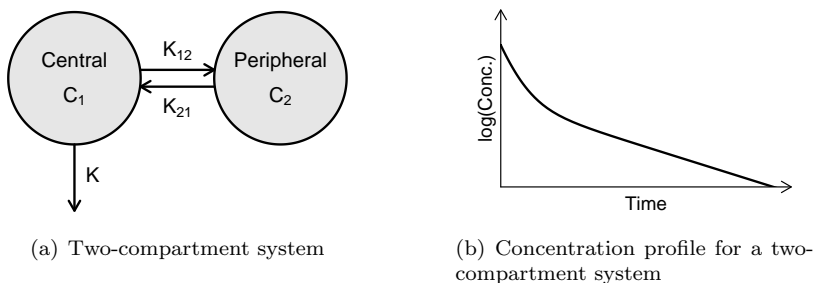 Central
C₁
K₁₂
K₂₁
Peripheral
C₂
K
(a) Two-compartment system
log(Conc.)
Time
(b) Concentration profile for a two-
compartment system